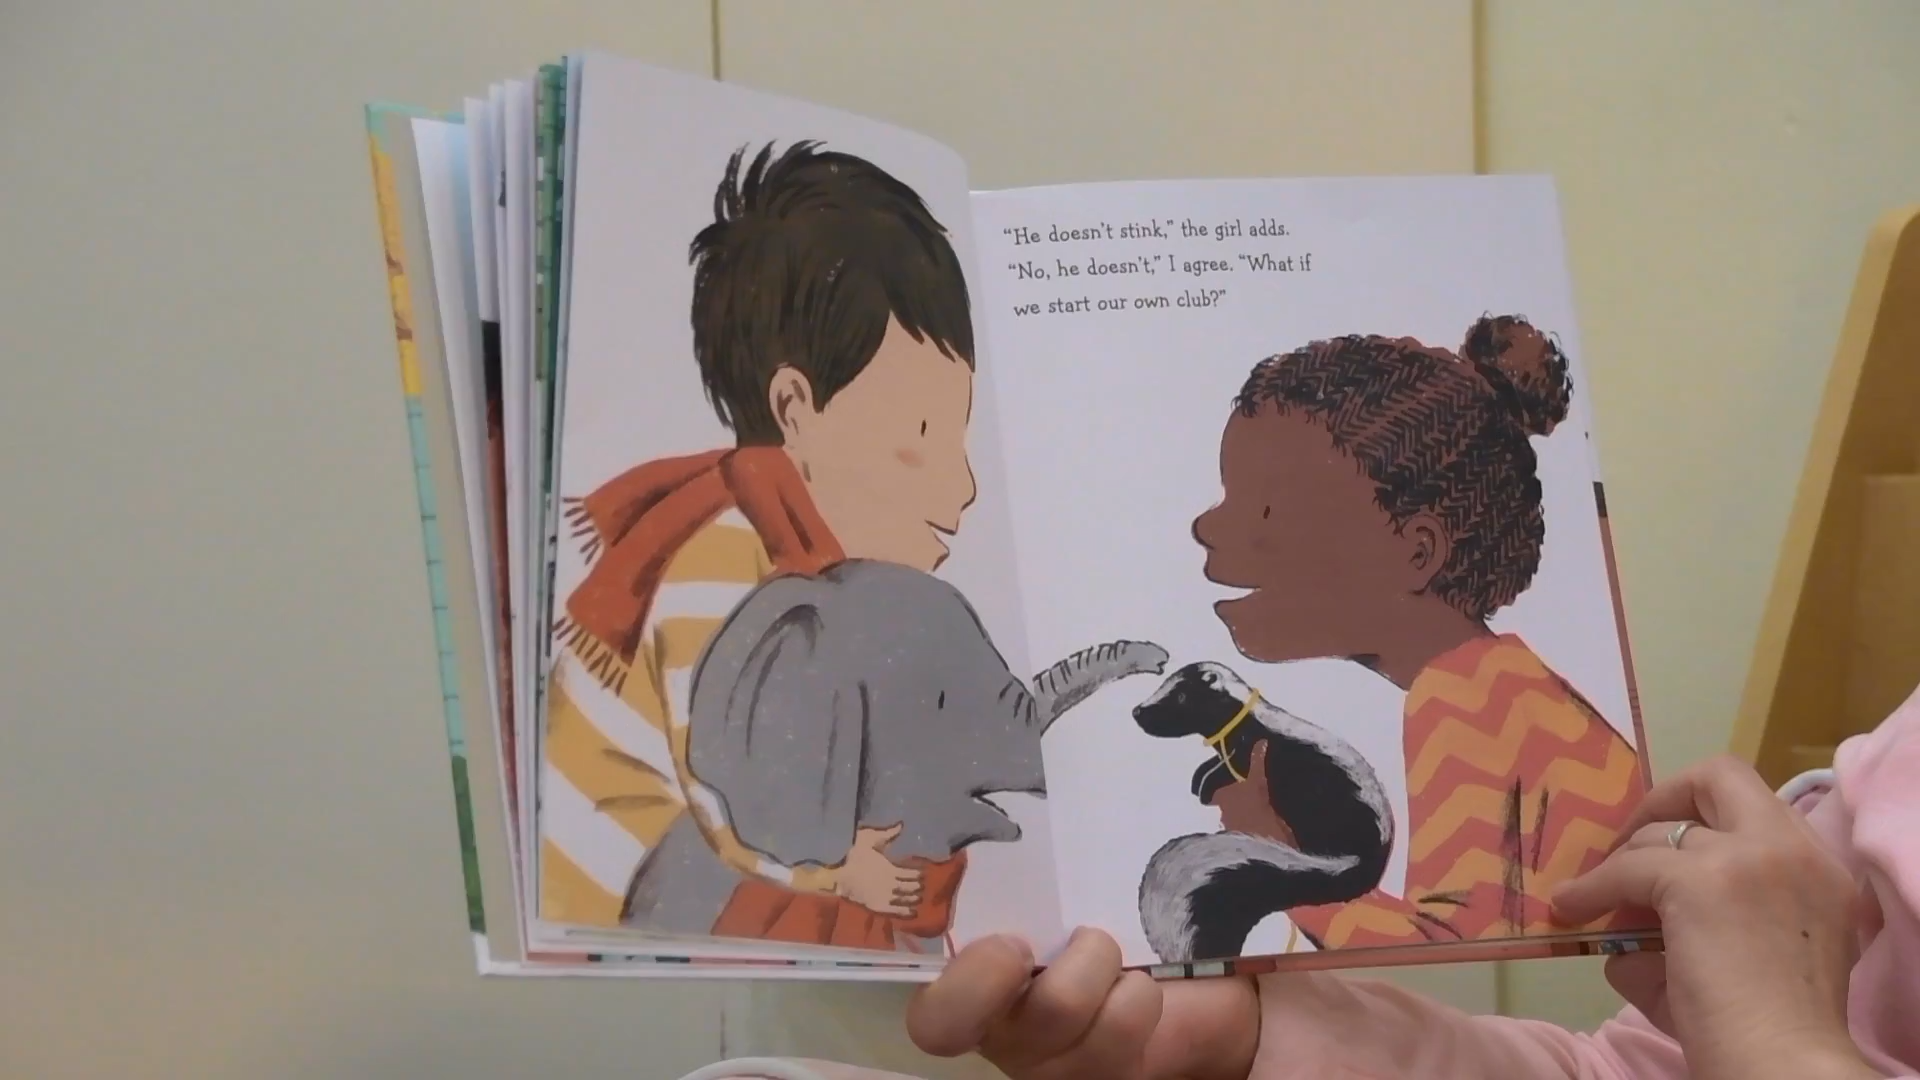 “He doesn’t stink,” the girl adds.
“No, he doesn’t,” I agree. “What if
we start our own club?”